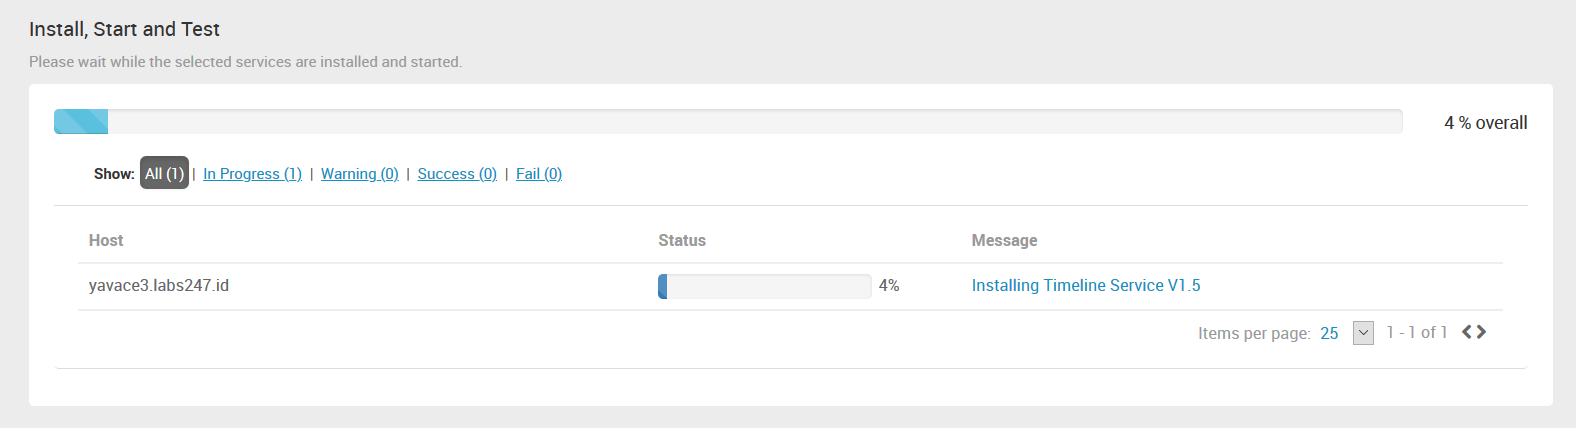 Install, Start and Test
Please wait while the selected services are installed and started.
4 % overall
Show: All (1) | In Progress (1) | Warning (0) | Success (0) | Fail (0)
Host Status Message
yavace3.labs247.id 4% Installing Timeline Service V1.5
Items per page: 25 1 - 1 of 1